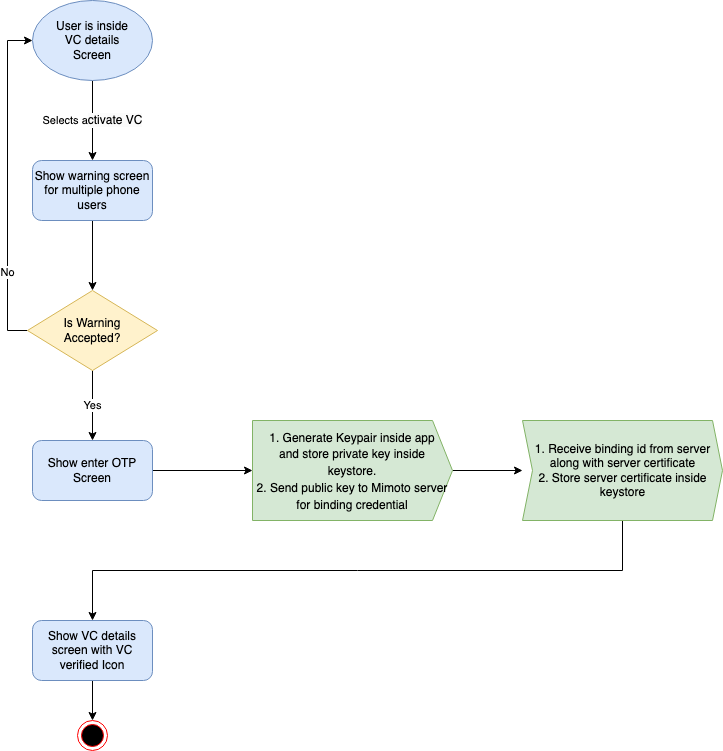 User is inside
VC details
Screen
Selects activate VC
Show warning screen
for multiple phone
users
No
Is Warning
Accepted?
Yes
Show enter OTP
Screen
1. Generate Keypair inside app
and store private key inside
keystore.
2. Send public key to Mimoto server
for binding credential
1. Receive binding id from server
along with server certificate
2. Store server certificate inside
keystore
Show VC details
screen with VC
verified Icon